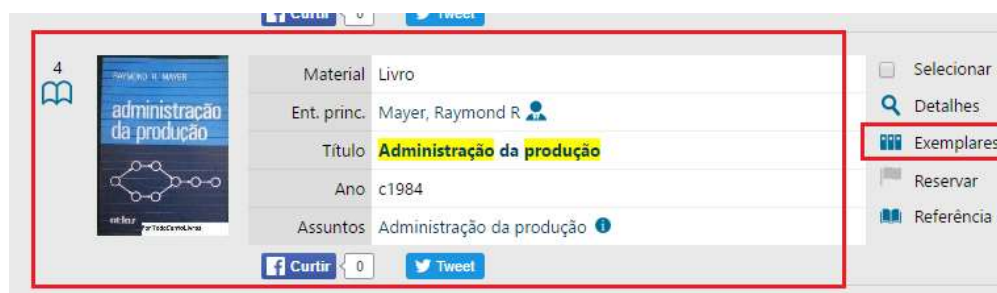 Curtir 0 Tweet
4
RAYMOND R. MAYER
administração
da produção
atlas
Material Livro
Ent. princ. Mayer, Raymond R
Título Administração da produção
Ano c1984
Assuntos Administração da produção
Curtir 0 Tweet
Selecionar
Detalhes
Exemplares
Reservar
Referência